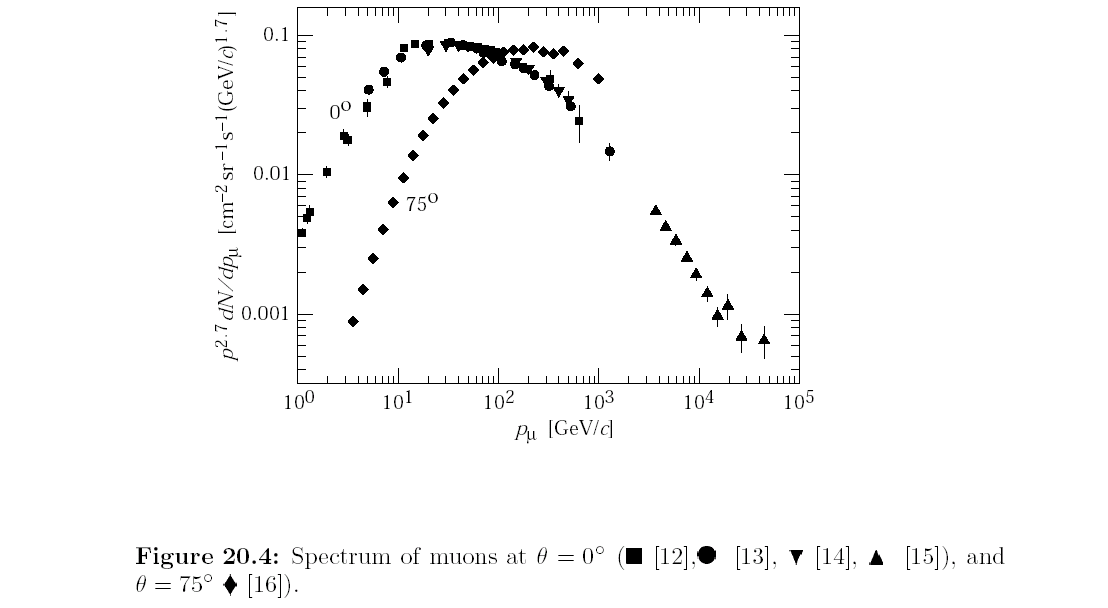 0.1
0°
0.01
75°
0.001
p^2.7 dN/dpμ [cm−2 sr−1 s−1 (GeV/c)^1.7]
10^0 10^1 10^2 10^3 10^4 10^5
pμ [GeV/c]
Figure 20.4: Spectrum of muons at θ = 0° (■ [12],● [13], ▼ [14], ▲ [15]), and
θ = 75° ♦ [16]).